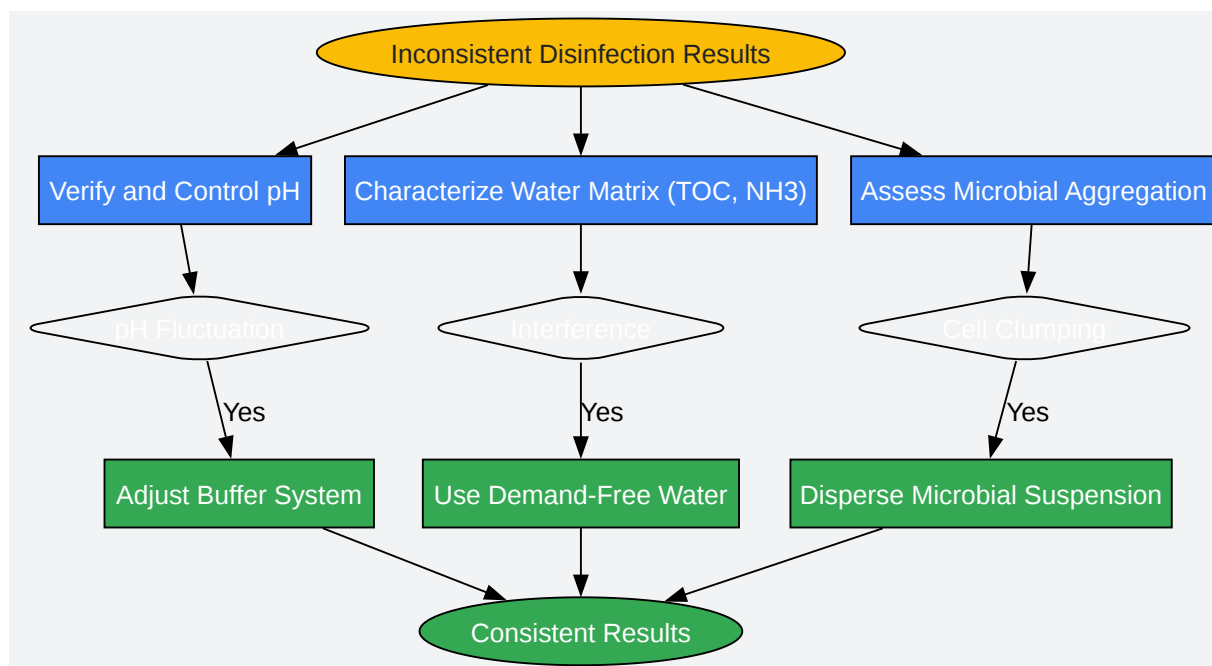 Inconsistent Disinfection Results
Verify and Control pH
Characterize Water Matrix (TOC, NH3)
Assess Microbial Aggregation
pH Fluctuation
Interference
Cell Clumping
Yes
Yes
Yes
Adjust Buffer System
Use Demand-Free Water
Disperse Microbial Suspension
Consistent Results